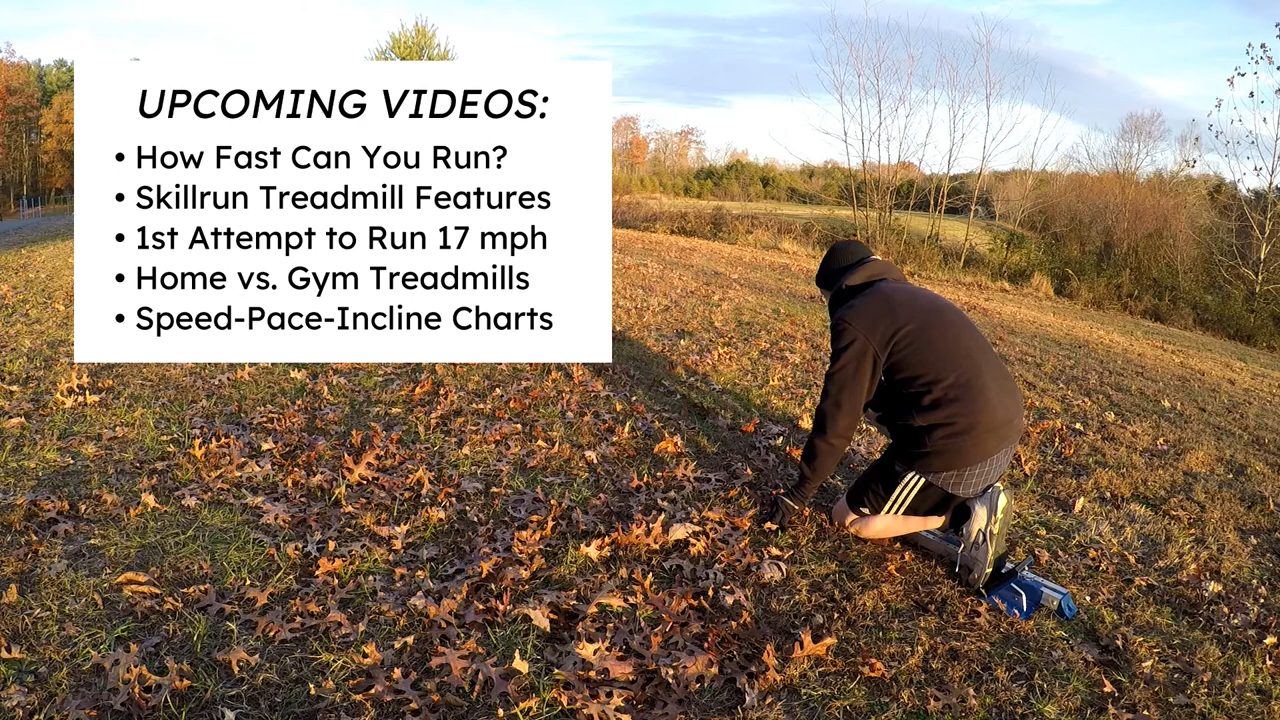 UPCOMING VIDEOS:
• How Fast Can You Run?
• Skillrun Treadmill Features
• 1st Attempt to Run 17 mph
• Home vs. Gym Treadmills
• Speed-Pace-Incline Charts